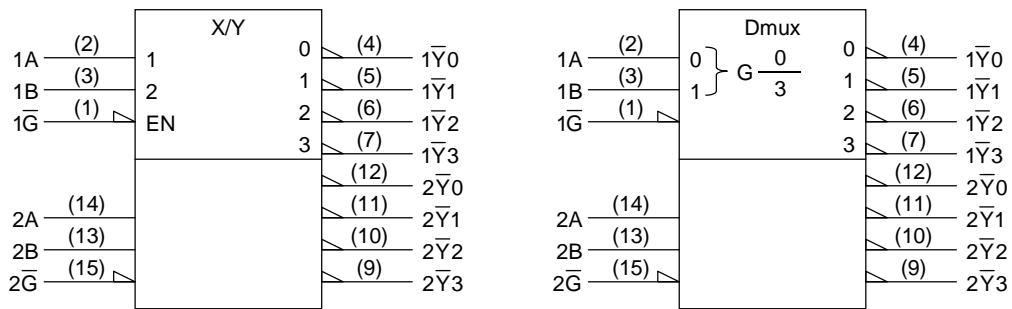 X/Y
1A (2) 1 0 (4) 1Y̅0
1B (3) 2 1 (5) 1Y̅1
1G̅ (1) EN 2 (6) 1Y̅2
3 (7) 1Y̅3
(12) 2Y̅0
2A (14) (11) 2Y̅1
2B (13) (10) 2Y̅2
2G̅ (15) (9) 2Y̅3
Dmux
1A (2) 0 G 0 0 (4) 1Y̅0
1B (3) 1 3 1 (5) 1Y̅1
1G̅ (1) 2 (6) 1Y̅2
3 (7) 1Y̅3
(12) 2Y̅0
2A (14) (11) 2Y̅1
2B (13) (10) 2Y̅2
2G̅ (15) (9) 2Y̅3